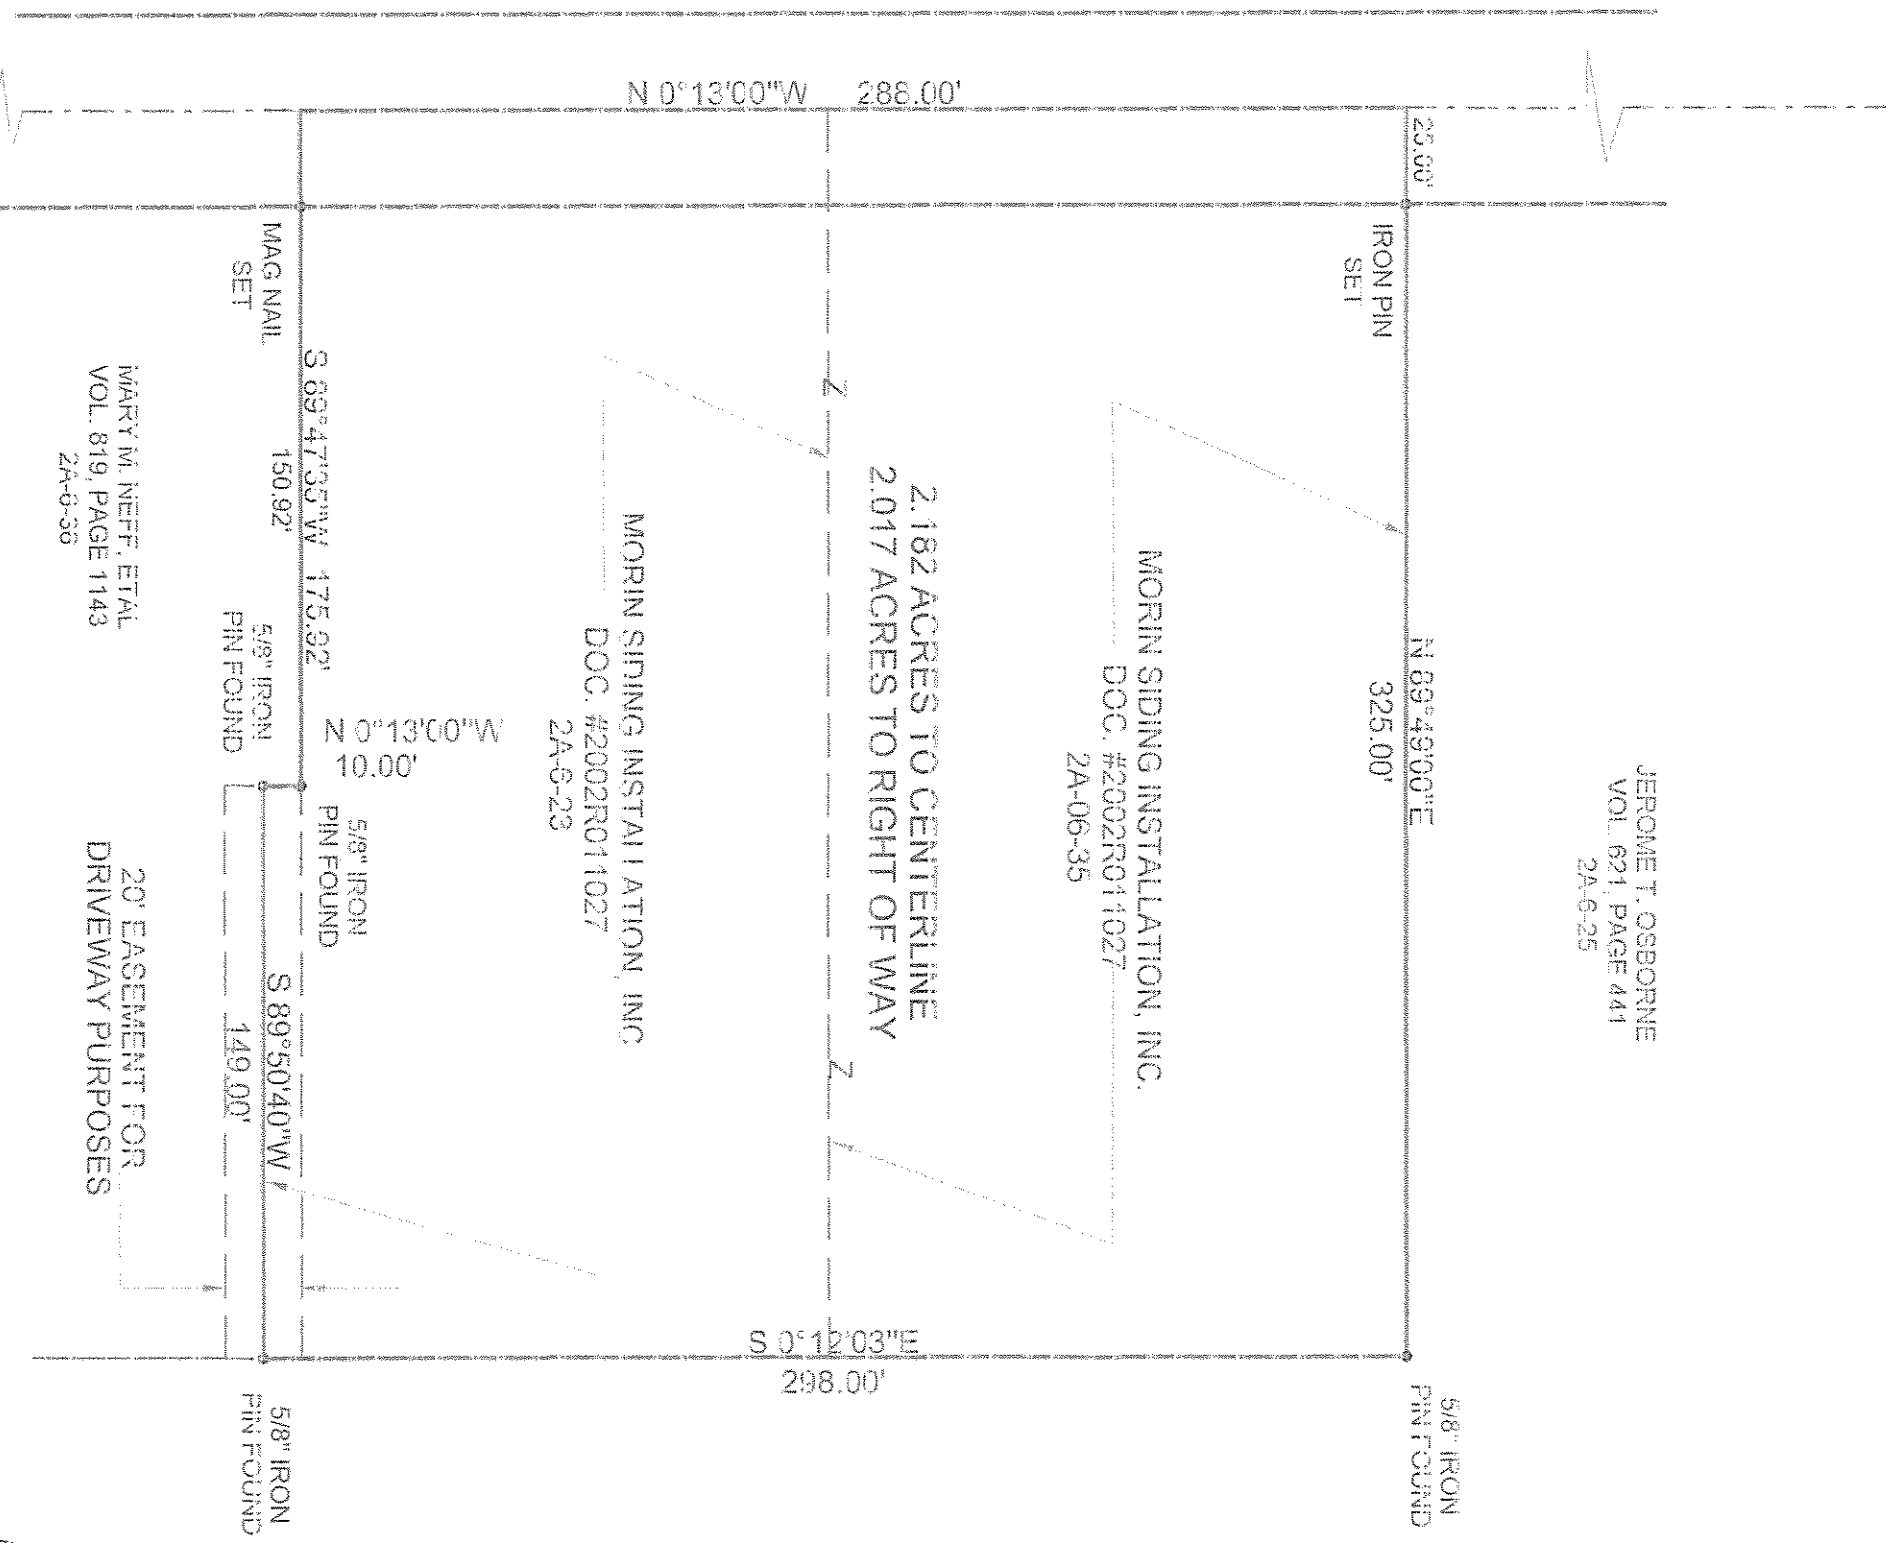 N 0°13'00"W 288.00'
25.00'
IRON PIN
SET
MAG NAIL
SET
N 89°49'00"E
325.00'
JEROME T. OSBORNE
VOL. 621, PAGE 441
2A-6-25
MORIN SIDING INSTALLATION, INC.
DOC. #2002R011027
2A-06-35
2.182 ACRES TO CENTERLINE
2.017 ACRES TO RIGHT OF WAY
Z
Z
MORIN SIDING INSTALLATION, INC
DOC. #2002R011027
2A-6-23
S 89°47'35"W 175.92'
150.92'
MARY M. NEFF, ETAL
VOL. 819, PAGE 1143
2A-6-36
5/8" IRON
PIN FOUND
N 0°13'00"W
10.00'
5/8" IRON
PIN FOUND
S 89°50'40"W
149.00'
20' EASEMENT FOR
DRIVEWAY PURPOSES
S 0°12'03"E
298.00'
5/8" IRON
PIN FOUND
5/8" IRON
PIN FOUND